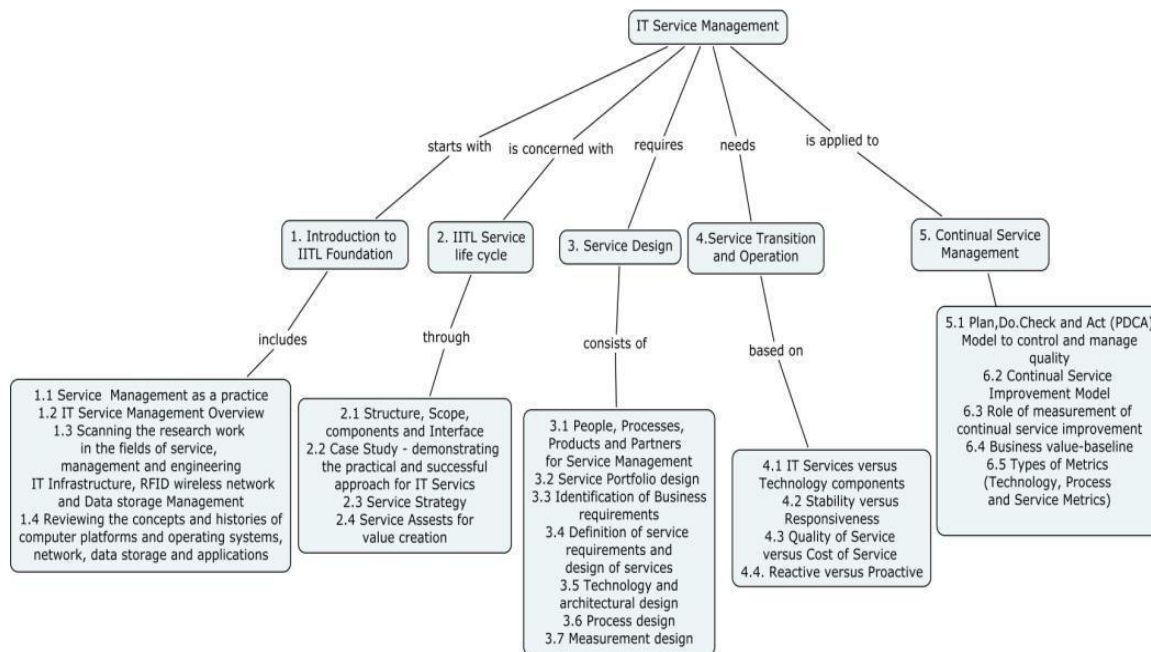 IT Service Management
starts with
is concerned with
requires
needs
is applied to
1. Introduction to
IITL Foundation
2. IITL Service
life cycle
3. Service Design
4.Service Transition
and Operation
5. Continual Service
Management
includes
through
consists of
based on
1.1 Service Management as a practice
1.2 IT Service Management Overview
1.3 Scanning the research work
in the fields of service,
management and engineering
IT Infrastructure, RFID wireless network
and Data storage Management
1.4 Reviewing the concepts and histories of
computer platforms and operating systems,
network, data storage and applications
2.1 Structure, Scope,
components and Interface
2.2 Case Study - demonstrating
the practical and successful
approach for IT Servics
2.3 Service Strategy
2.4 Service Assests for
value creation
3.1 People, Processes,
Products and Partners
for Service Management
3.2 Service Portfolio design
3.3 Identification of Business
requirements
3.4 Definition of service
requirements and
design of services
3.5 Technology and
architectural design
3.6 Process design
3.7 Measurement design
4.1 IT Services versus
Technology components
4.2 Stability versus
Responsiveness
4.3 Quality of Service
versus Cost of Service
4.4. Reactive versus Proactive
5.1 Plan,Do.Check and Act (PDCA)
Model to control and manage
quality
6.2 Continual Service
Improvement Model
6.3 Role of measurement of
continual service improvement
6.4 Business value-baseline
6.5 Types of Metrics
(Technology, Process
and Service Metrics)